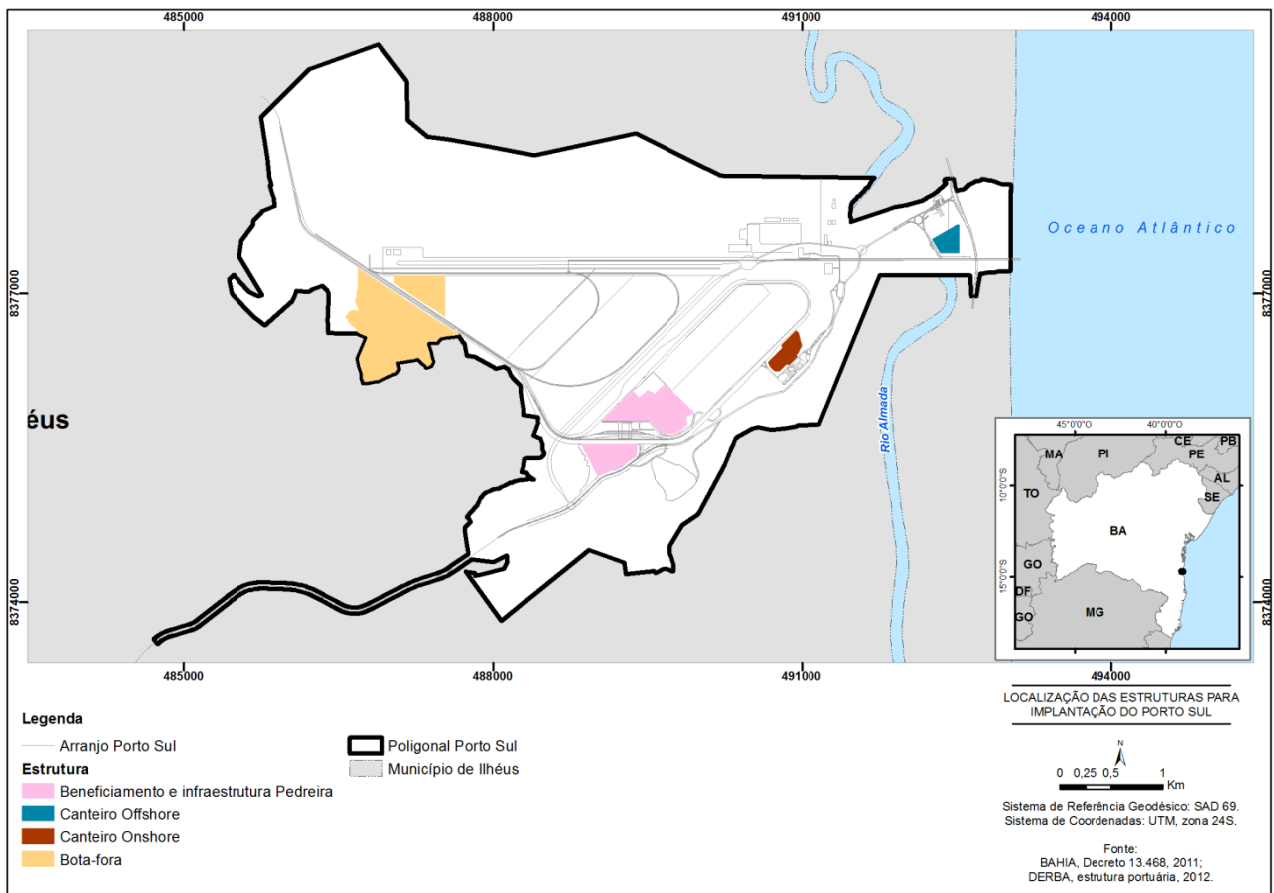 485000
488000
491000
494000
8377000
8377000
8374000
8374000
Oceano Atlântico
Rio Almada
éus
45°0'0"O
40°0'0"O
10°0'0"S
15°0'0"S
MA
PI
CE
PB
PE
AL
SE
TO
BA
GO
DF
GO
MG
485000
488000
491000
494000
Legenda
Arranjo Porto Sul
Poligonal Porto Sul
Município de Ilhéus
Estrutura
Beneficiamento e infraestrutura Pedreira
Canteiro Offshore
Canteiro Onshore
Bota-fora
LOCALIZAÇÃO DAS ESTRUTURAS PARA
IMPLANTAÇÃO DO PORTO SUL
N
0 0,25 0,5 1
Km
Sistema de Referência Geodésico: SAD 69.
Sistema de Coordenadas: UTM, zona 24S.
Fonte:
BAHIA, Decreto 13.468, 2011;
DERBA, estrutura portuária, 2012.